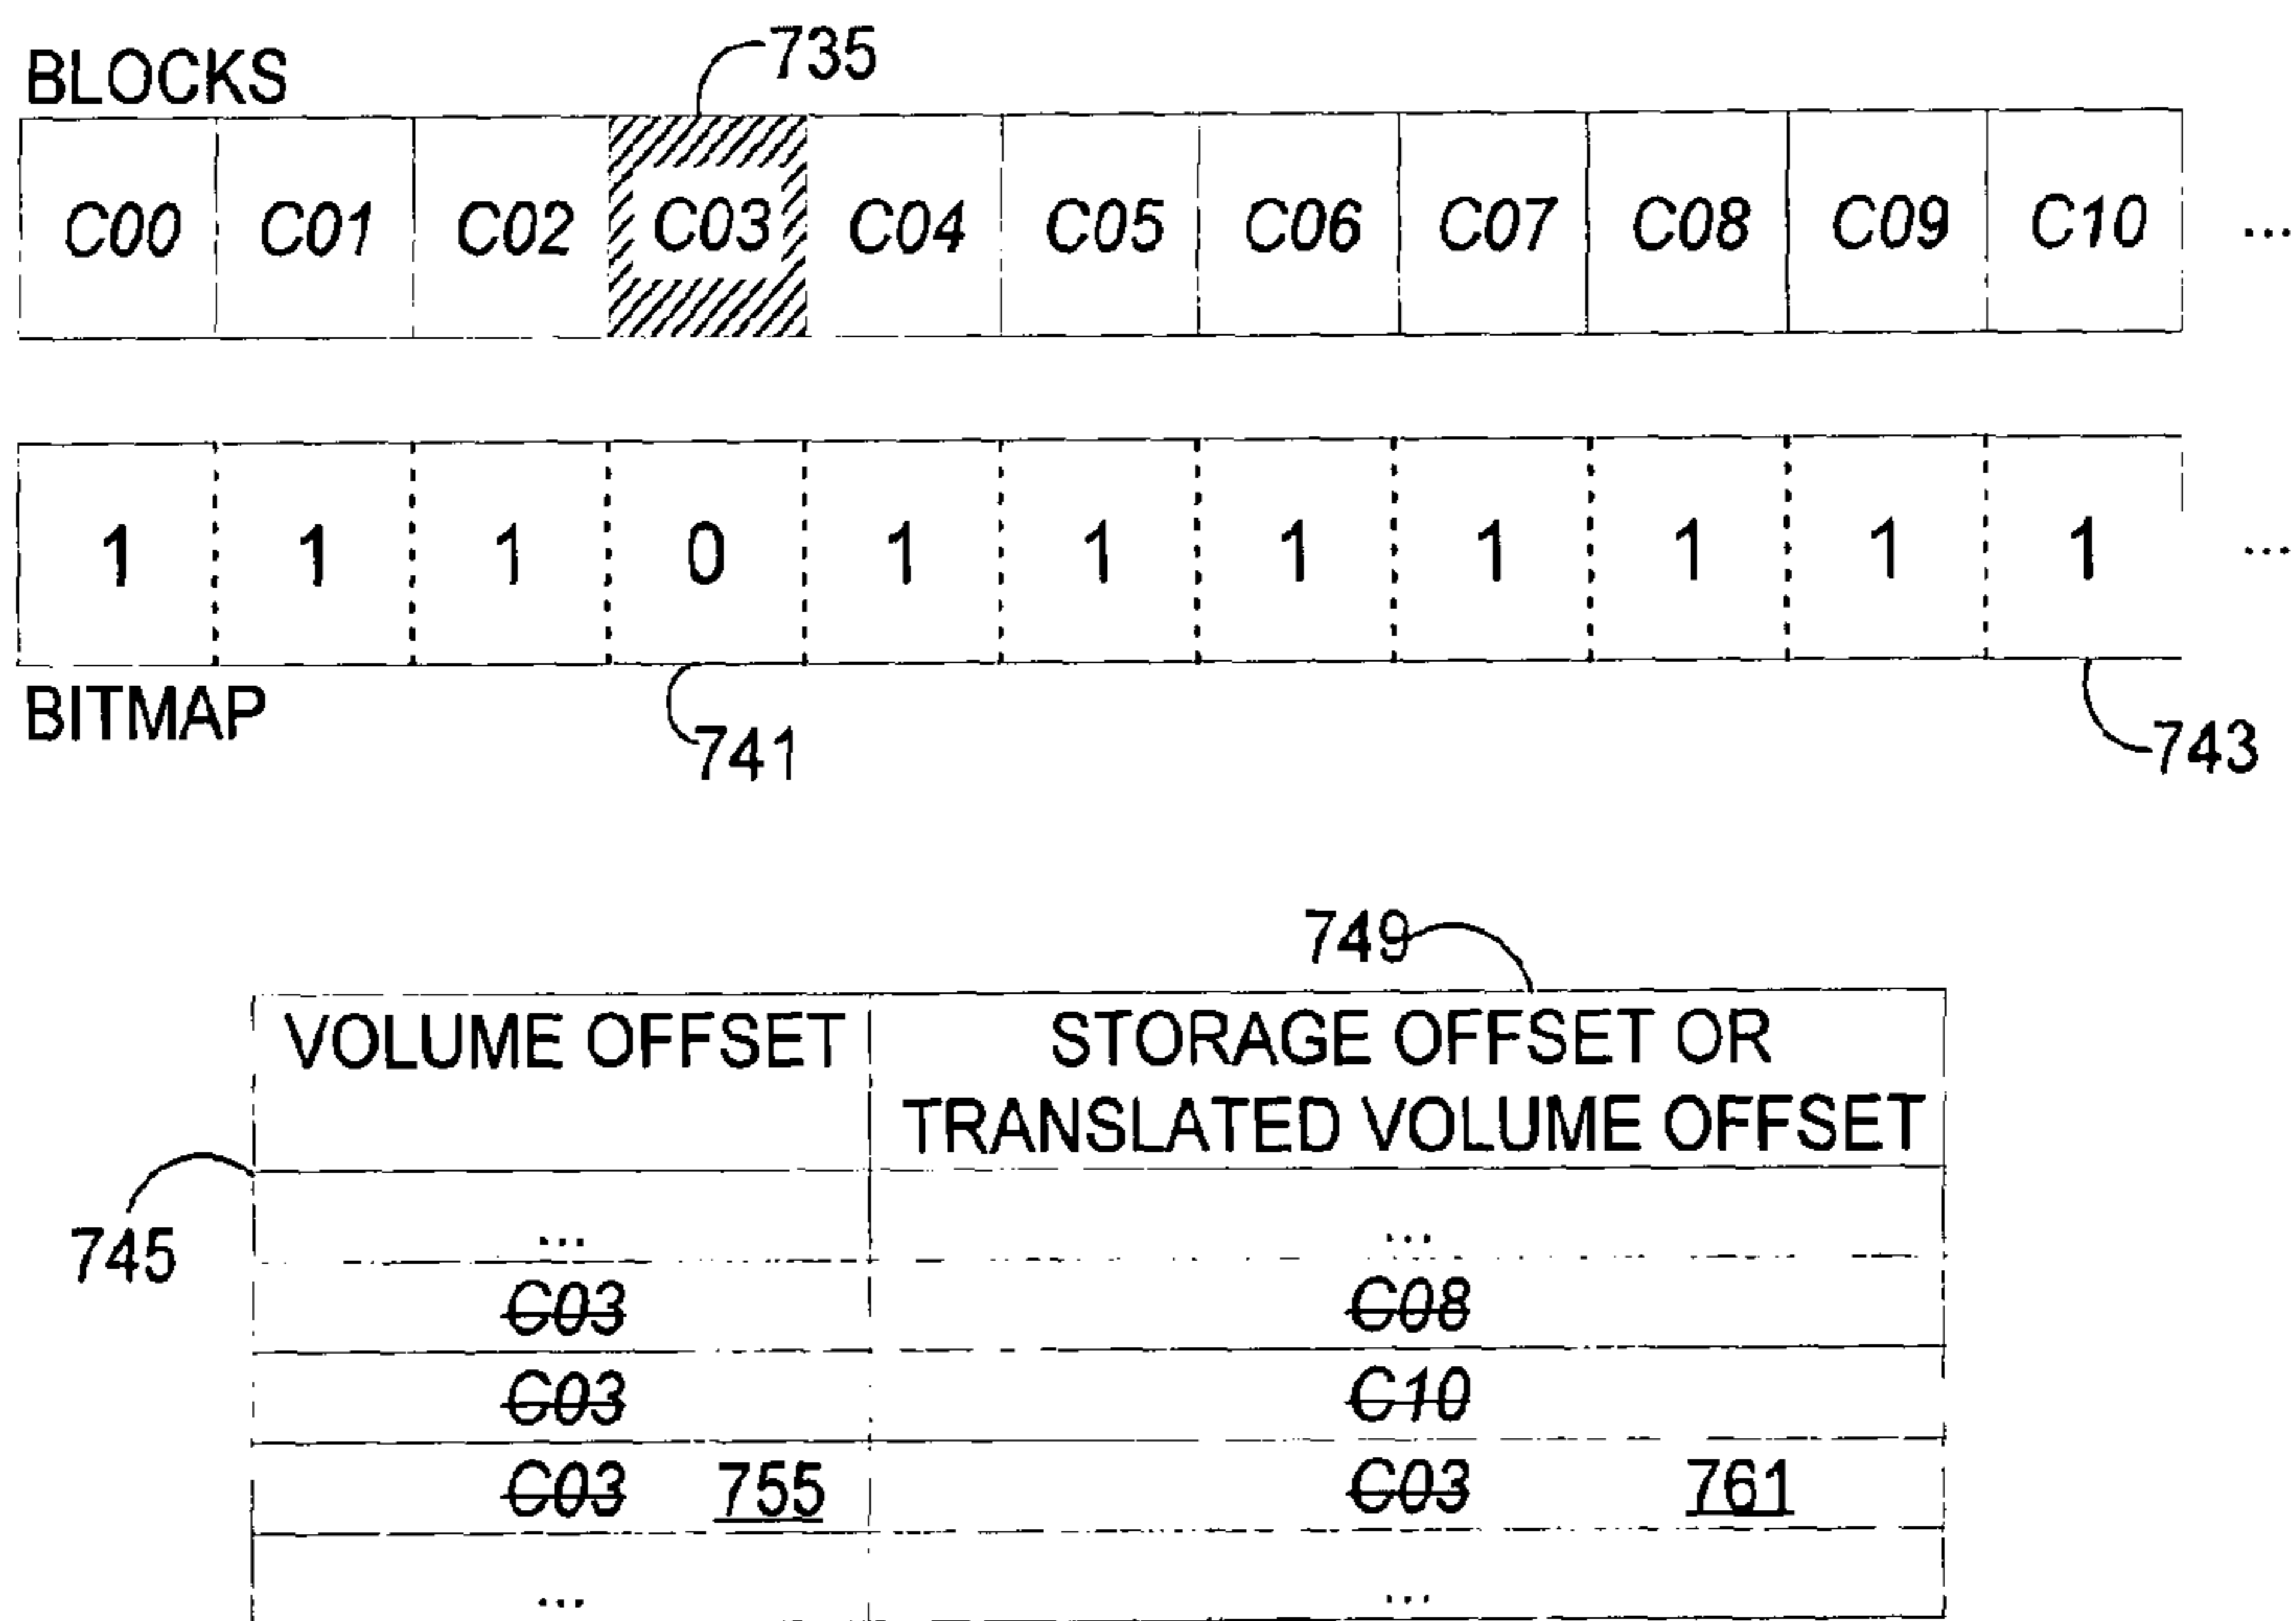 735
BLOCKS
C00 C01 C02 C03 C04 C05 C06 C07 C08 C09 C10 ...
1 1 1 0 1 1 1 1 1 1 1 ...
BITMAP
741
743
749
VOLUME OFFSET STORAGE OFFSET OR
TRANSLATED VOLUME OFFSET
745
... ...
C03 C08
C03 C10
C03 755 C03 761
... ...